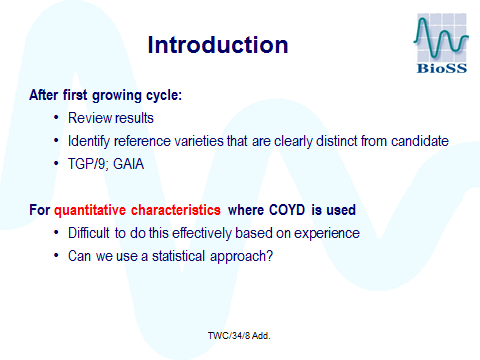 Introduction
BioSS
After first growing cycle:
• Review results
• Identify reference varieties that are clearly distinct from candidate
• TGP/9; GAIA
For quantitative characteristics where COYD is used
• Difficult to do this effectively based on experience
• Can we use a statistical approach?
TWC/34/8 Add.